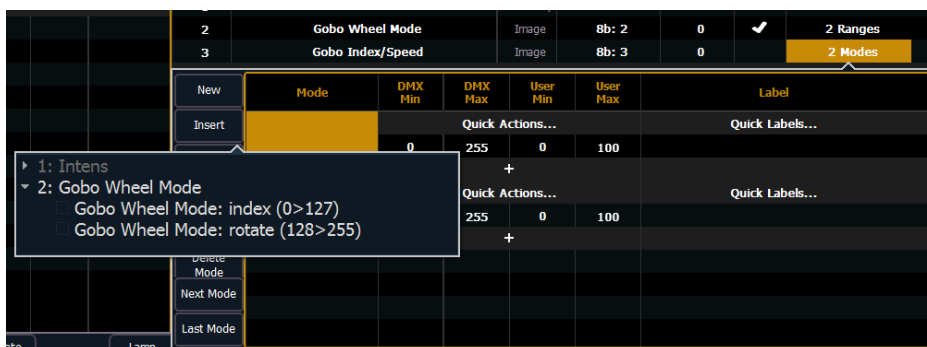 2 Gobo Wheel Mode Image 8b: 2 0 2 Ranges
3 Gobo Index/Speed Image 8b: 3 0 2 Modes
New Mode DMX Min DMX Max User Min User Max Label
Insert Quick Actions... Quick Labels...
0 255 0 100
+
1: Intens
2: Gobo Wheel Mode
Gobo Wheel Mode: index (0>127)
Gobo Wheel Mode: rotate (128>255)
Quick Actions... Quick Labels...
255 0 100
+
Delete Mode
Next Mode
Last Mode
Lamp